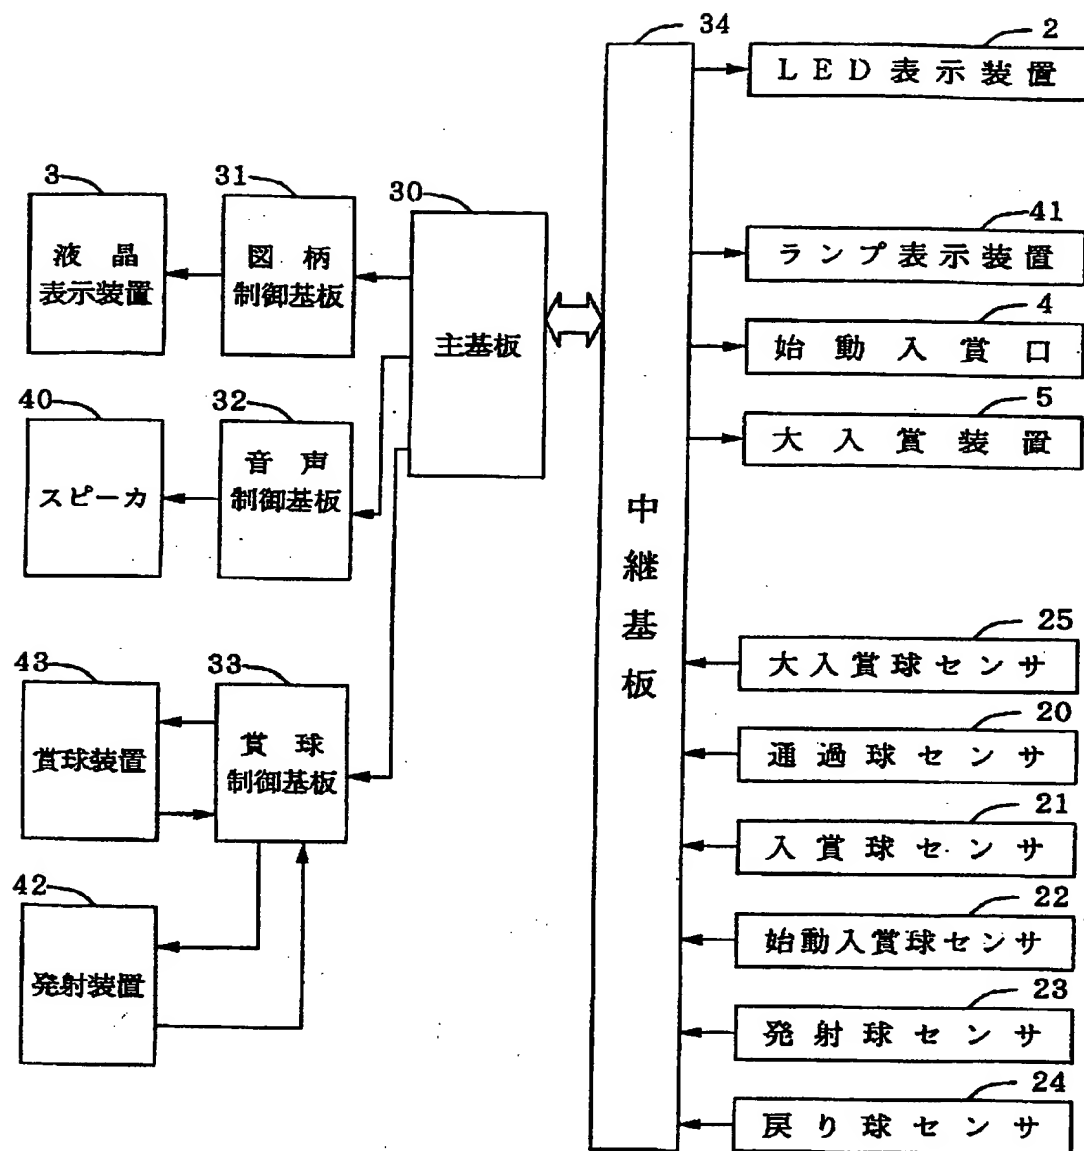 34
2
LED表示装置
3
31
30
41
液晶
表示装置
図柄
制御基板
主基板
ランプ表示装置
4
始動入賞口
5
大入賞装置
40
32
スピーカ
音声
制御基板
中継基板
25
大入賞球センサ
43
33
賞球装置
賞球
制御基板
20
通過球センサ
21
入賞球センサ
42
発射装置
22
始動入賞球センサ
23
発射球センサ
24
戻り球センサ